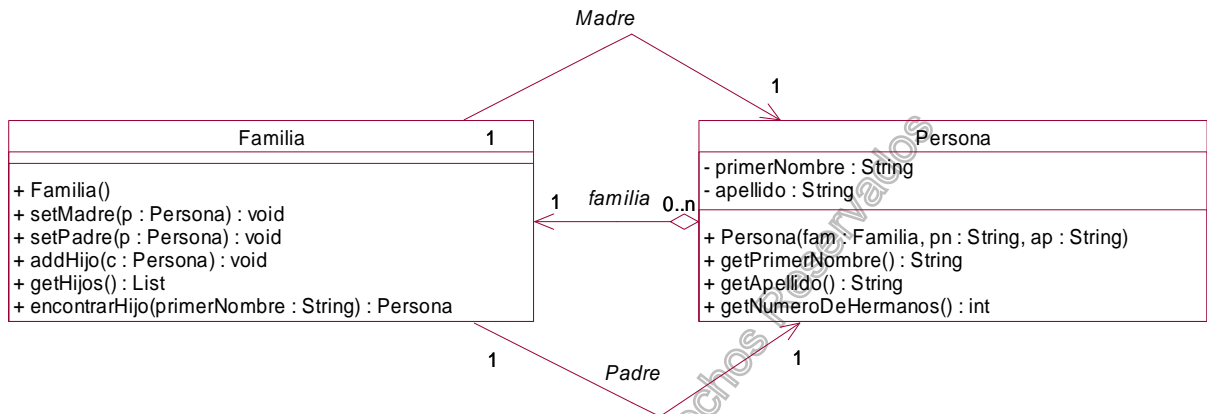 Madre
1
Familia
1
+ Familia()
+ setMadre(p : Persona) : void
+ setPadre(p : Persona) : void
+ addHijo(c : Persona) : void
+ getHijos() : List
+ encontrarHijo(primerNombre : String) : Persona
1
familia
0..n
Persona
- primerNombre : String
- apellido : String
+ Persona(fam : Familia, pn : String, ap : String)
+ getPrimerNombre() : String
+ getApellido() : String
+ getNumeroDeHermanos() : int
1
Padre
1
chos Reservados